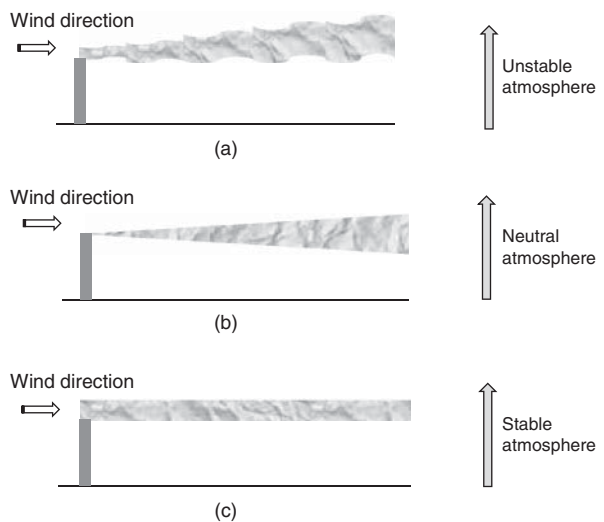 Wind direction
Unstable
atmosphere
(a)
Wind direction
Neutral
atmosphere
(b)
Wind direction
Stable
atmosphere
(c)